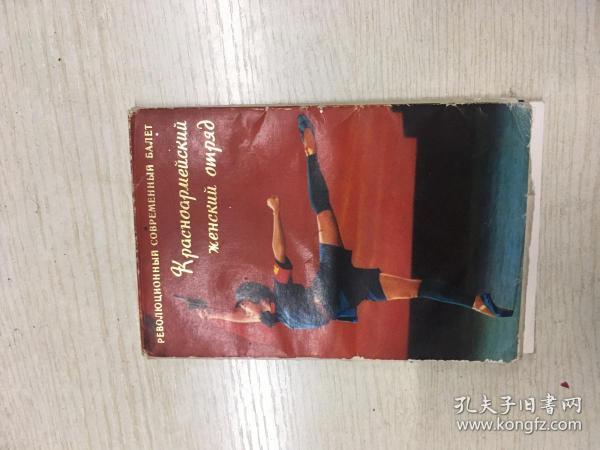 РЕВОЛЮЦИОННЫЙ СОВРЕМЕННЫЙ БАЛЕТ
Красноармейский
женский отряд
孔夫子旧书网
www.kongfz.com